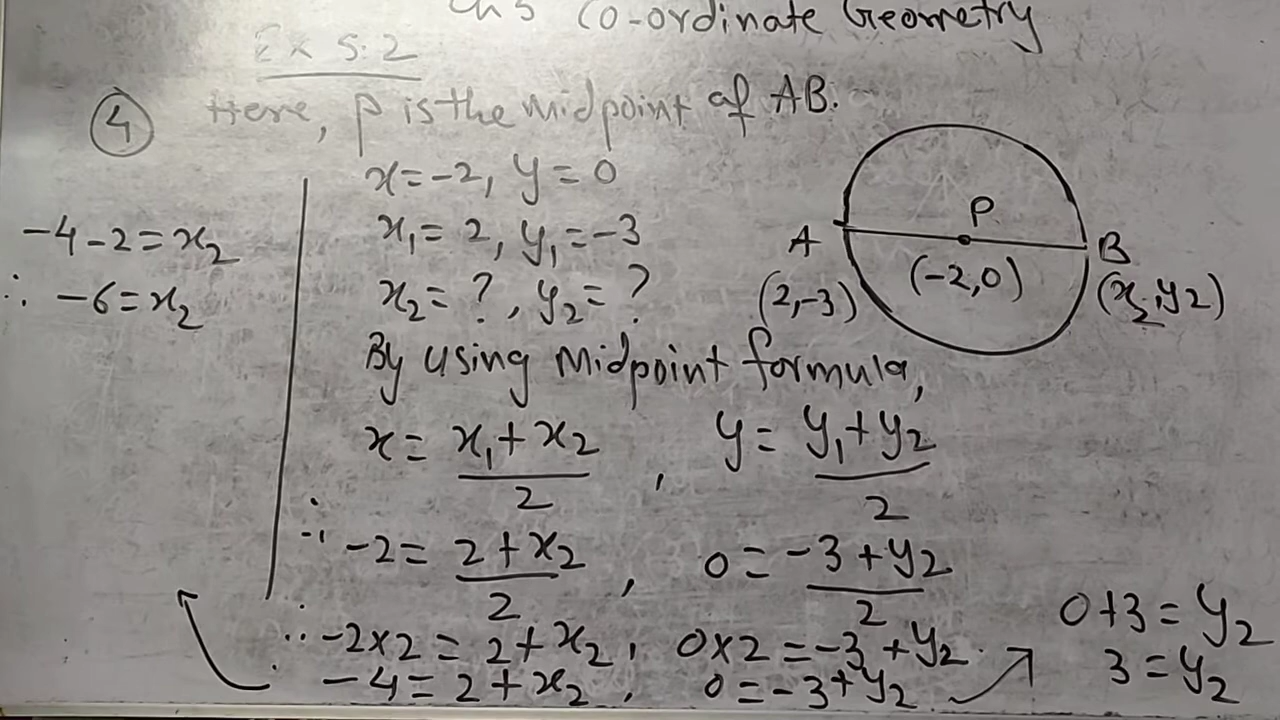 Ch 5 Co-ordinate Geometry
Ex 5.2
④ Here, P is the midpoint of AB.
x=-2, y=0
x₁=2, y₁=-3
x₂=?, y₂=?
By using Midpoint formula,
x= (x₁+x₂)/2 , y= (y₁+y₂)/2
∴ -2= (2+x₂)/2 , 0= (-3+y₂)/2
∴ -2×2=2+x₂, 0×2=-3+y₂
∴ -4=2+x₂, 0=-3+y₂
-4-2=x₂
∴ -6=x₂
0+3=y₂
3=y₂
P
A B
(2,-3) (-2,0) (x₂,y₂)